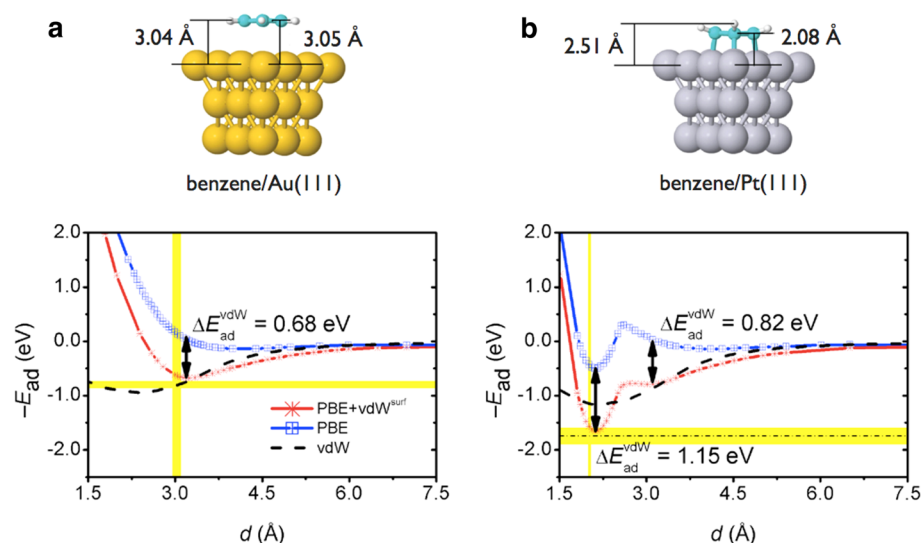 a
3.04 Å
3.05 Å
benzene/Au(111)
b
2.51 Å
2.08 Å
benzene/Pt(111)
2.0
1.0
0.0
-1.0
-2.0
–E_ad (eV)
ΔE_ad^vdW = 0.68 eV
PBE+vdW^surf
PBE
vdW
1.5 3.0 4.5 6.0 7.5
d (Å)
2.0
1.0
0.0
-1.0
-2.0
–E_ad (eV)
ΔE_ad^vdW = 0.82 eV
ΔE_ad^vdW = 1.15 eV
1.5 3.0 4.5 6.0 7.5
d (Å)